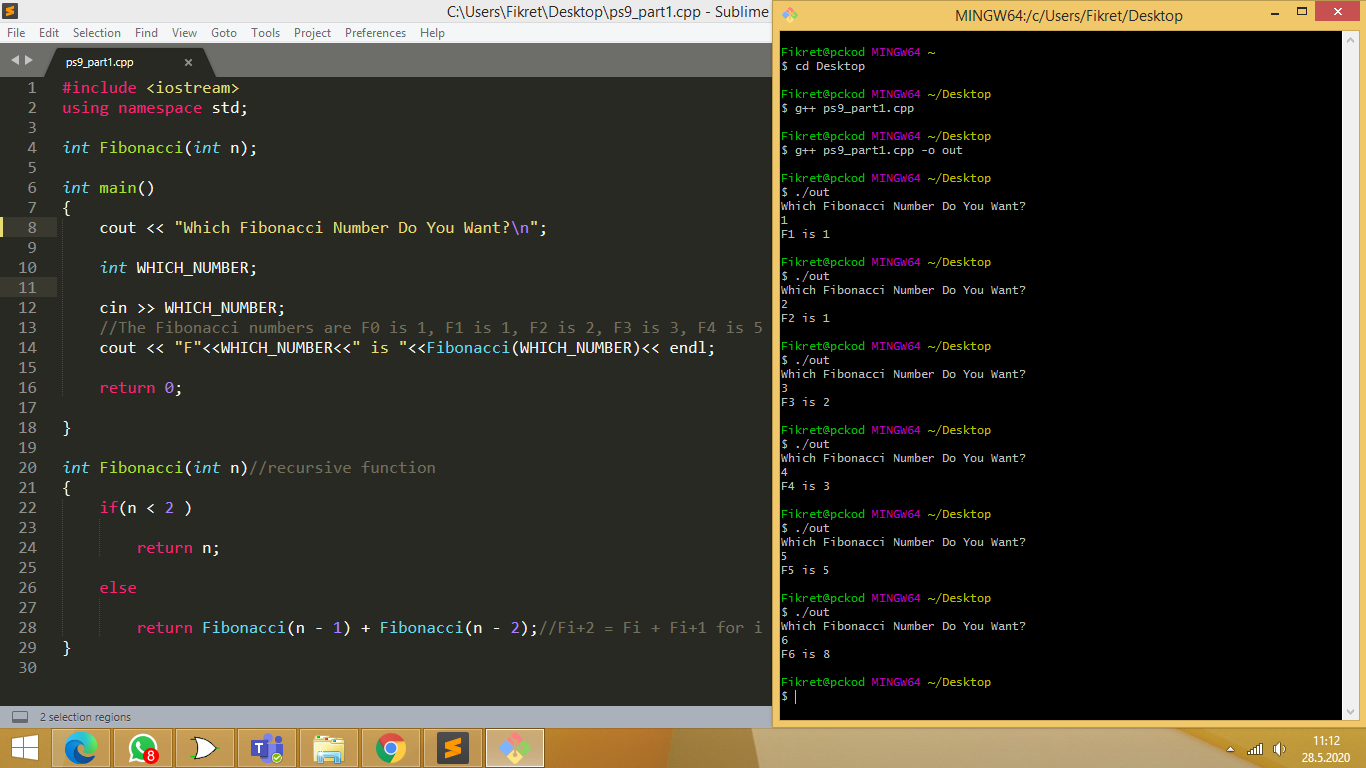 C:\Users\Fikret\Desktop\ps9_part1.cpp - Sublime
File Edit Selection Find View Goto Tools Project Preferences Help
ps9_part1.cpp
1 #include <iostream>
2 using namespace std;
3
4 int Fibonacci(int n);
5
6 int main()
7 {
8 cout << "Which Fibonacci Number Do You Want?\n";
9
10 int WHICH_NUMBER;
11
12 cin >> WHICH_NUMBER;
13 //The Fibonacci numbers are F0 is 1, F1 is 1, F2 is 2, F3 is 3, F4 is 5
14 cout << "F"<<WHICH_NUMBER<<" is "<<Fibonacci(WHICH_NUMBER)<< endl;
15
16 return 0;
17
18 }
19
20 int Fibonacci(int n)//recursive function
21 {
22 if(n < 2 )
23
24 return n;
25
26 else
27
28 return Fibonacci(n - 1) + Fibonacci(n - 2);//Fi+2 = Fi + Fi+1 for i
29 }
30
2 selection regions
MINGW64:/c/Users/Fikret/Desktop
Fikret@pckod MINGW64 ~
$ cd Desktop
Fikret@pckod MINGW64 ~/Desktop
$ g++ ps9_part1.cpp
Fikret@pckod MINGW64 ~/Desktop
$ g++ ps9_part1.cpp -o out
Fikret@pckod MINGW64 ~/Desktop
$ ./out
Which Fibonacci Number Do You Want?
1
F1 is 1
Fikret@pckod MINGW64 ~/Desktop
$ ./out
Which Fibonacci Number Do You Want?
2
F2 is 1
Fikret@pckod MINGW64 ~/Desktop
$ ./out
Which Fibonacci Number Do You Want?
3
F3 is 2
Fikret@pckod MINGW64 ~/Desktop
$ ./out
Which Fibonacci Number Do You Want?
4
F4 is 3
Fikret@pckod MINGW64 ~/Desktop
$ ./out
Which Fibonacci Number Do You Want?
5
F5 is 5
Fikret@pckod MINGW64 ~/Desktop
$ ./out
Which Fibonacci Number Do You Want?
6
F6 is 8
Fikret@pckod MINGW64 ~/Desktop
$
8
11:12
28.5.2020